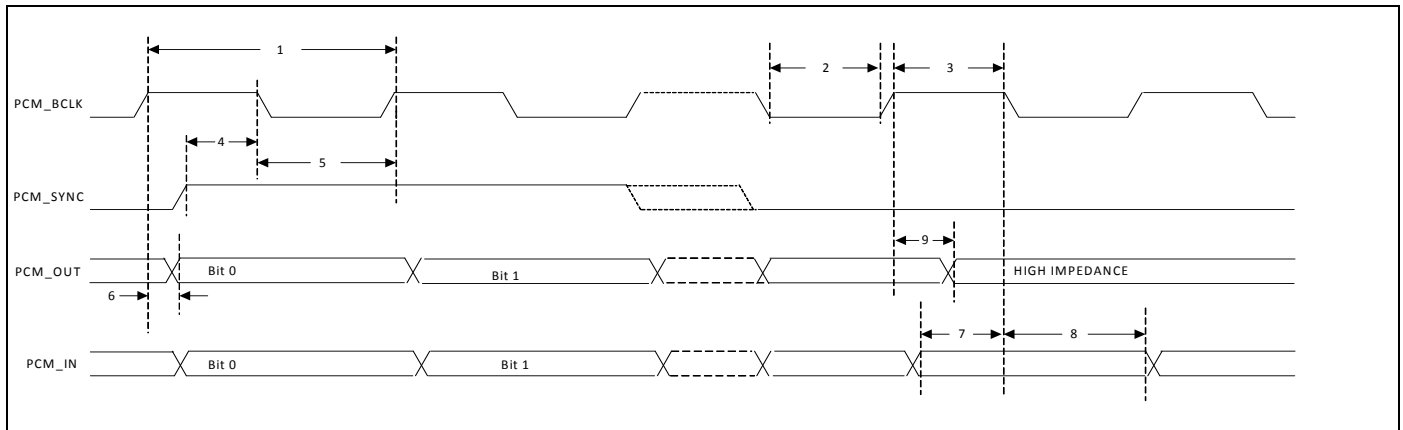 1
2
3
PCM_BCLK
4
5
PCM_SYNC
9
PCM_OUT
Bit 0
Bit 1
HIGH IMPEDANCE
6
7
8
PCM_IN
Bit 0
Bit 1